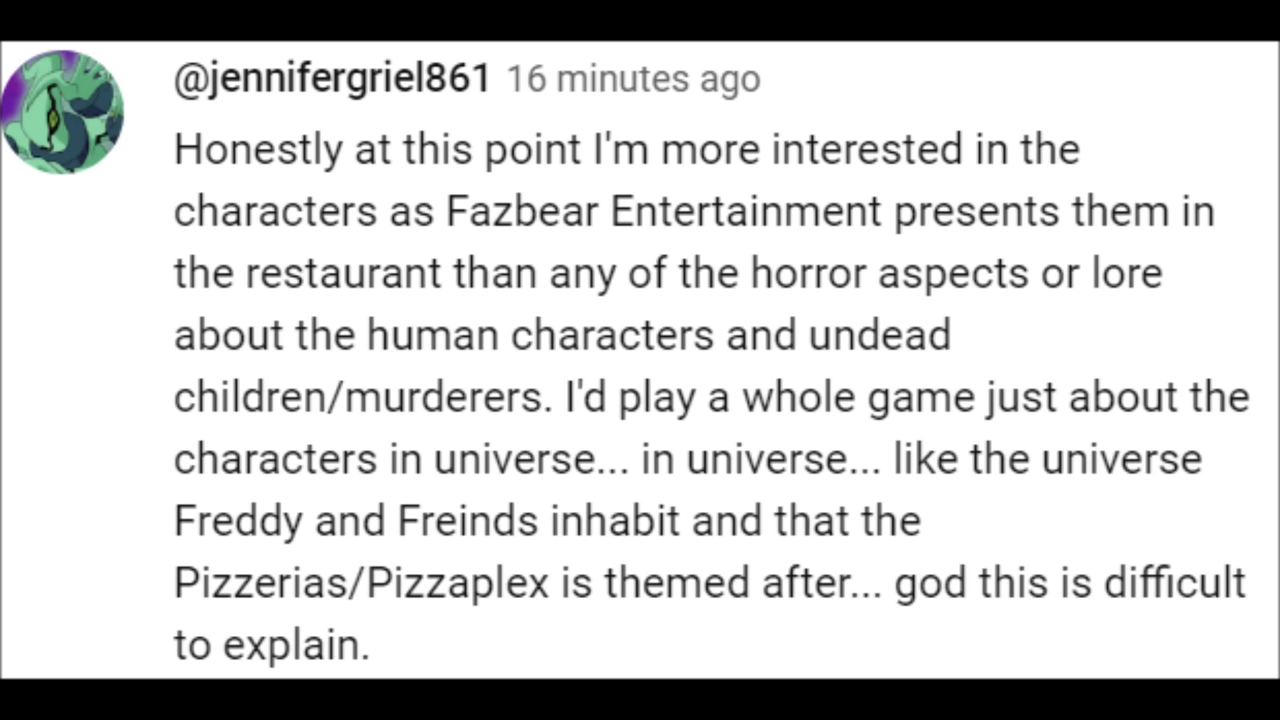 @jennifergriel861 16 minutes ago
Honestly at this point I'm more interested in the
characters as Fazbear Entertainment presents them in
the restaurant than any of the horror aspects or lore
about the human characters and undead
children/murderers. I'd play a whole game just about the
characters in universe... in universe... like the universe
Freddy and Freinds inhabit and that the
Pizzerias/Pizzaplex is themed after... god this is difficult
to explain.